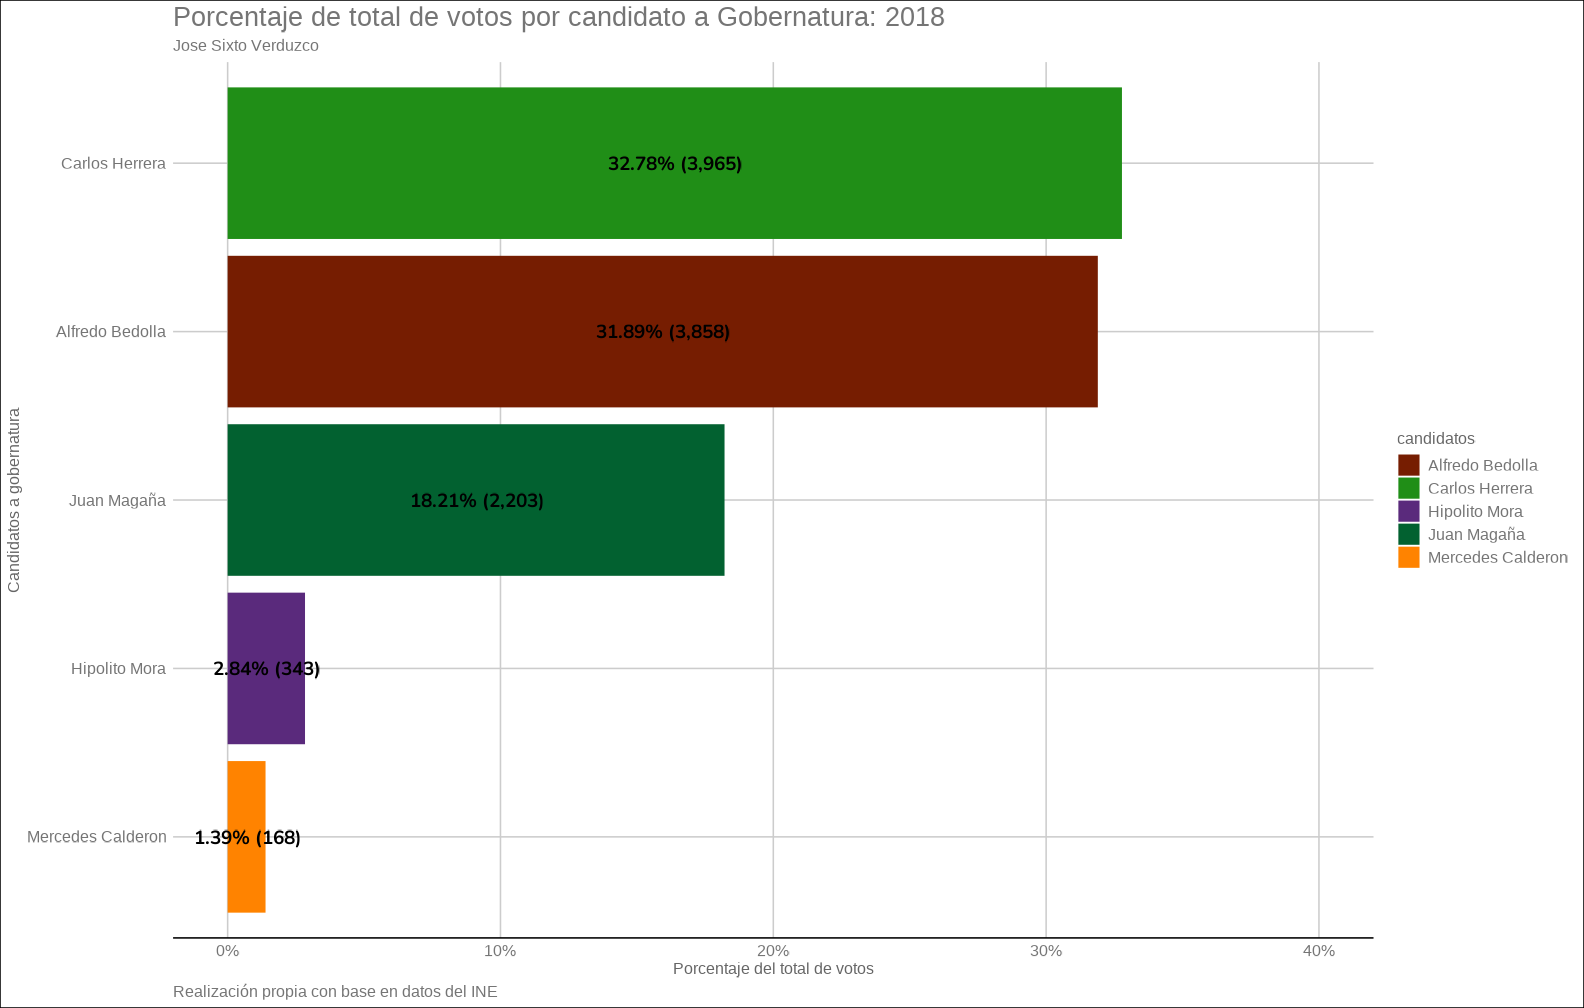 Porcentaje de total de votos por candidato a Gobernatura: 2018
Jose Sixto Verduzco
Candidatos a gobernatura
Carlos Herrera
32.78% (3,965)
Alfredo Bedolla
31.89% (3,858)
Juan Magaña
18.21% (2,203)
Hipolito Mora
2.84% (343)
Mercedes Calderon
1.39% (168)
0%
10%
20%
30%
40%
Porcentaje del total de votos
candidatos
Alfredo Bedolla
Carlos Herrera
Hipolito Mora
Juan Magaña
Mercedes Calderon
Realización propia con base en datos del INE